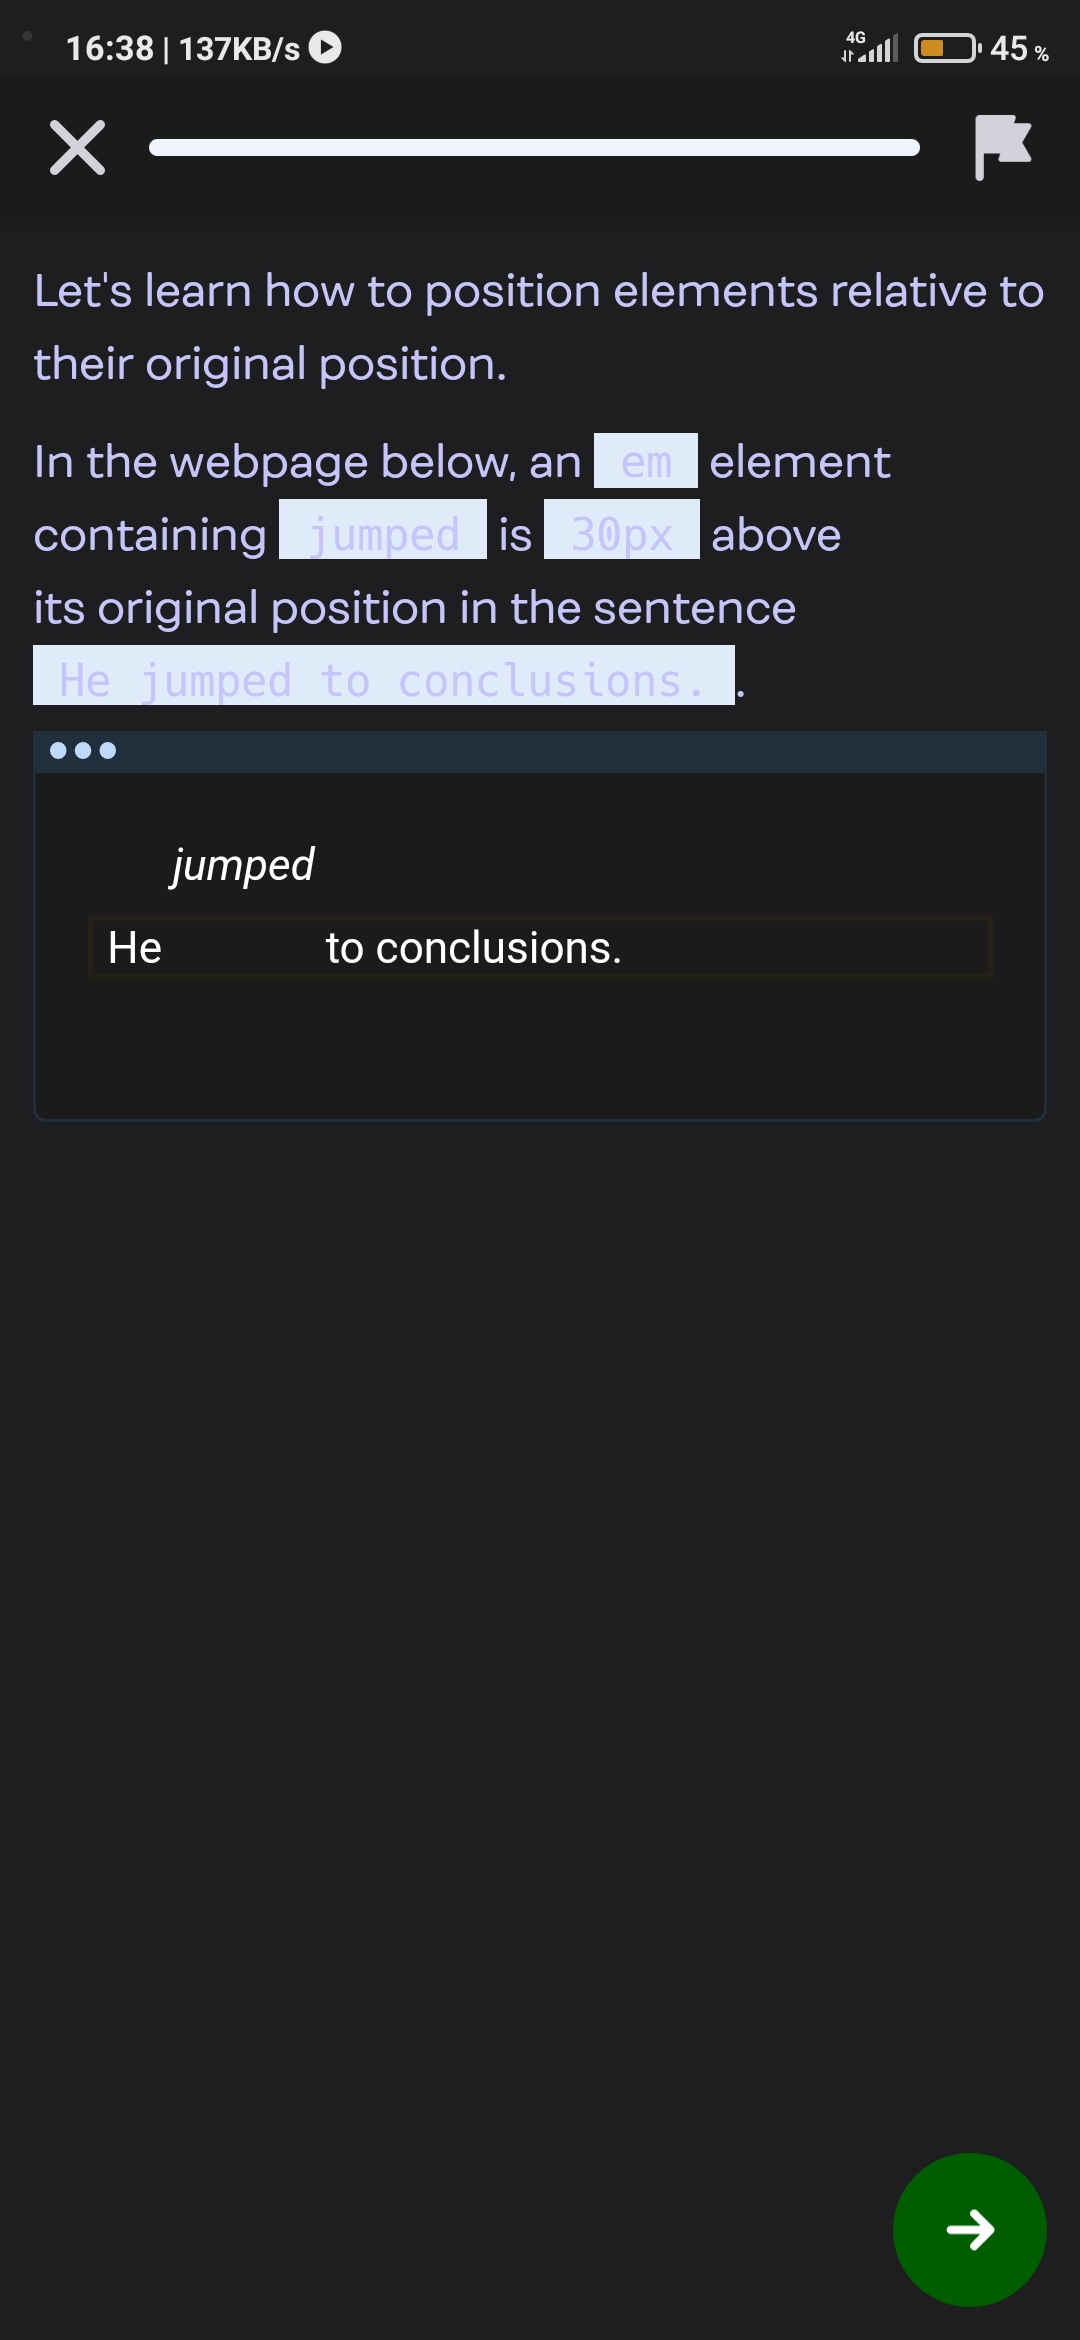 16:38 | 137KB/s 4G 45 %
Let's learn how to position elements relative to
their original position.
In the webpage below, an em element
containing jumped is 30px above
its original position in the sentence
He jumped to conclusions. .
jumped
He to conclusions.